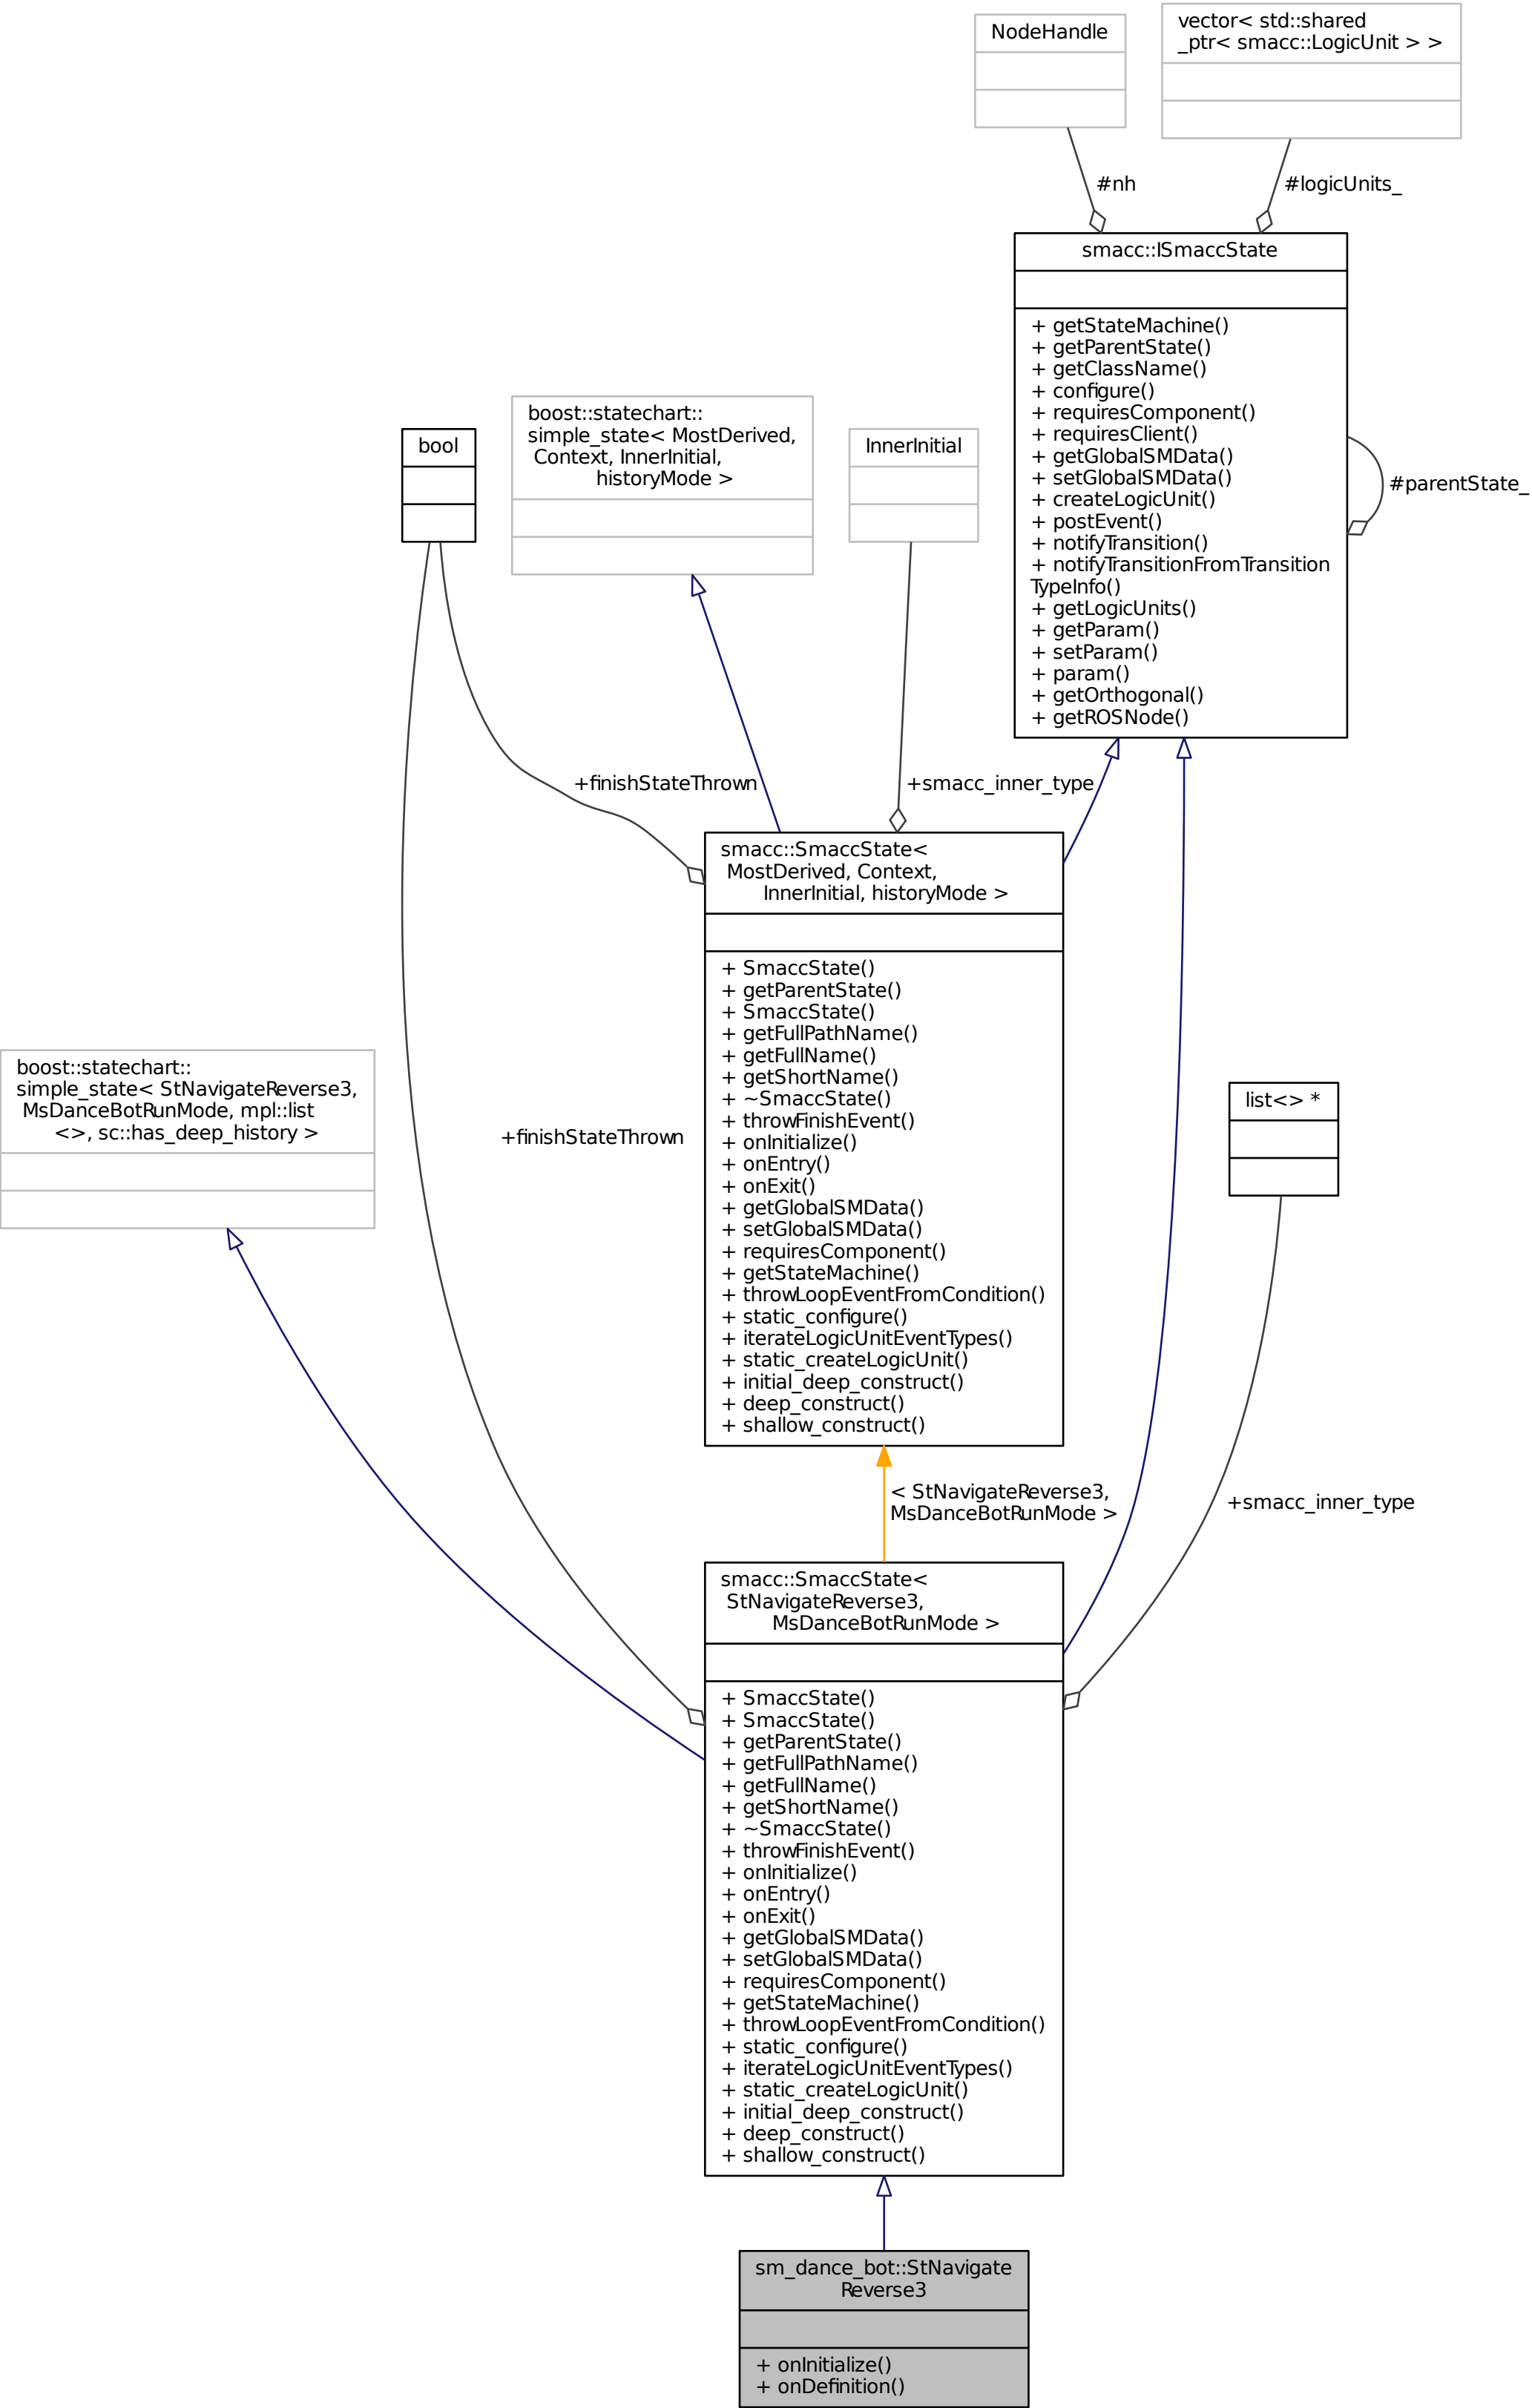 NodeHandle
vector< std::shared
_ptr< smacc::LogicUnit > >
#nh
#logicUnits_
smacc::ISmaccState
+ getStateMachine()
+ getParentState()
+ getClassName()
+ configure()
+ requiresComponent()
+ requiresClient()
+ getGlobalSMData()
+ setGlobalSMData()
+ createLogicUnit()
+ postEvent()
+ notifyTransition()
+ notifyTransitionFromTransition
TypeInfo()
+ getLogicUnits()
+ getParam()
+ setParam()
+ param()
+ getOrthogonal()
+ getROSNode()
#parentState_
bool
boost::statechart::
simple_state< MostDerived,
Context, InnerInitial,
historyMode >
InnerInitial
+finishStateThrown
+smacc_inner_type
smacc::SmaccState<
MostDerived, Context,
InnerInitial, historyMode >
+ SmaccState()
+ getParentState()
+ SmaccState()
+ getFullPathName()
+ getFullName()
+ getShortName()
+ ~SmaccState()
+ throwFinishEvent()
+ onInitialize()
+ onEntry()
+ onExit()
+ getGlobalSMData()
+ setGlobalSMData()
+ requiresComponent()
+ getStateMachine()
+ throwLoopEventFromCondition()
+ static_configure()
+ iterateLogicUnitEventTypes()
+ static_createLogicUnit()
+ initial_deep_construct()
+ deep_construct()
+ shallow_construct()
boost::statechart::
simple_state< StNavigateReverse3,
MsDanceBotRunMode, mpl::list
<>, sc::has_deep_history >
+finishStateThrown
list<> *
< StNavigateReverse3,
MsDanceBotRunMode >
+smacc_inner_type
smacc::SmaccState<
StNavigateReverse3,
MsDanceBotRunMode >
+ SmaccState()
+ SmaccState()
+ getParentState()
+ getFullPathName()
+ getFullName()
+ getShortName()
+ ~SmaccState()
+ throwFinishEvent()
+ onInitialize()
+ onEntry()
+ onExit()
+ getGlobalSMData()
+ setGlobalSMData()
+ requiresComponent()
+ getStateMachine()
+ throwLoopEventFromCondition()
+ static_configure()
+ iterateLogicUnitEventTypes()
+ static_createLogicUnit()
+ initial_deep_construct()
+ deep_construct()
+ shallow_construct()
sm_dance_bot::StNavigate
Reverse3
+ onInitialize()
+ onDefinition()